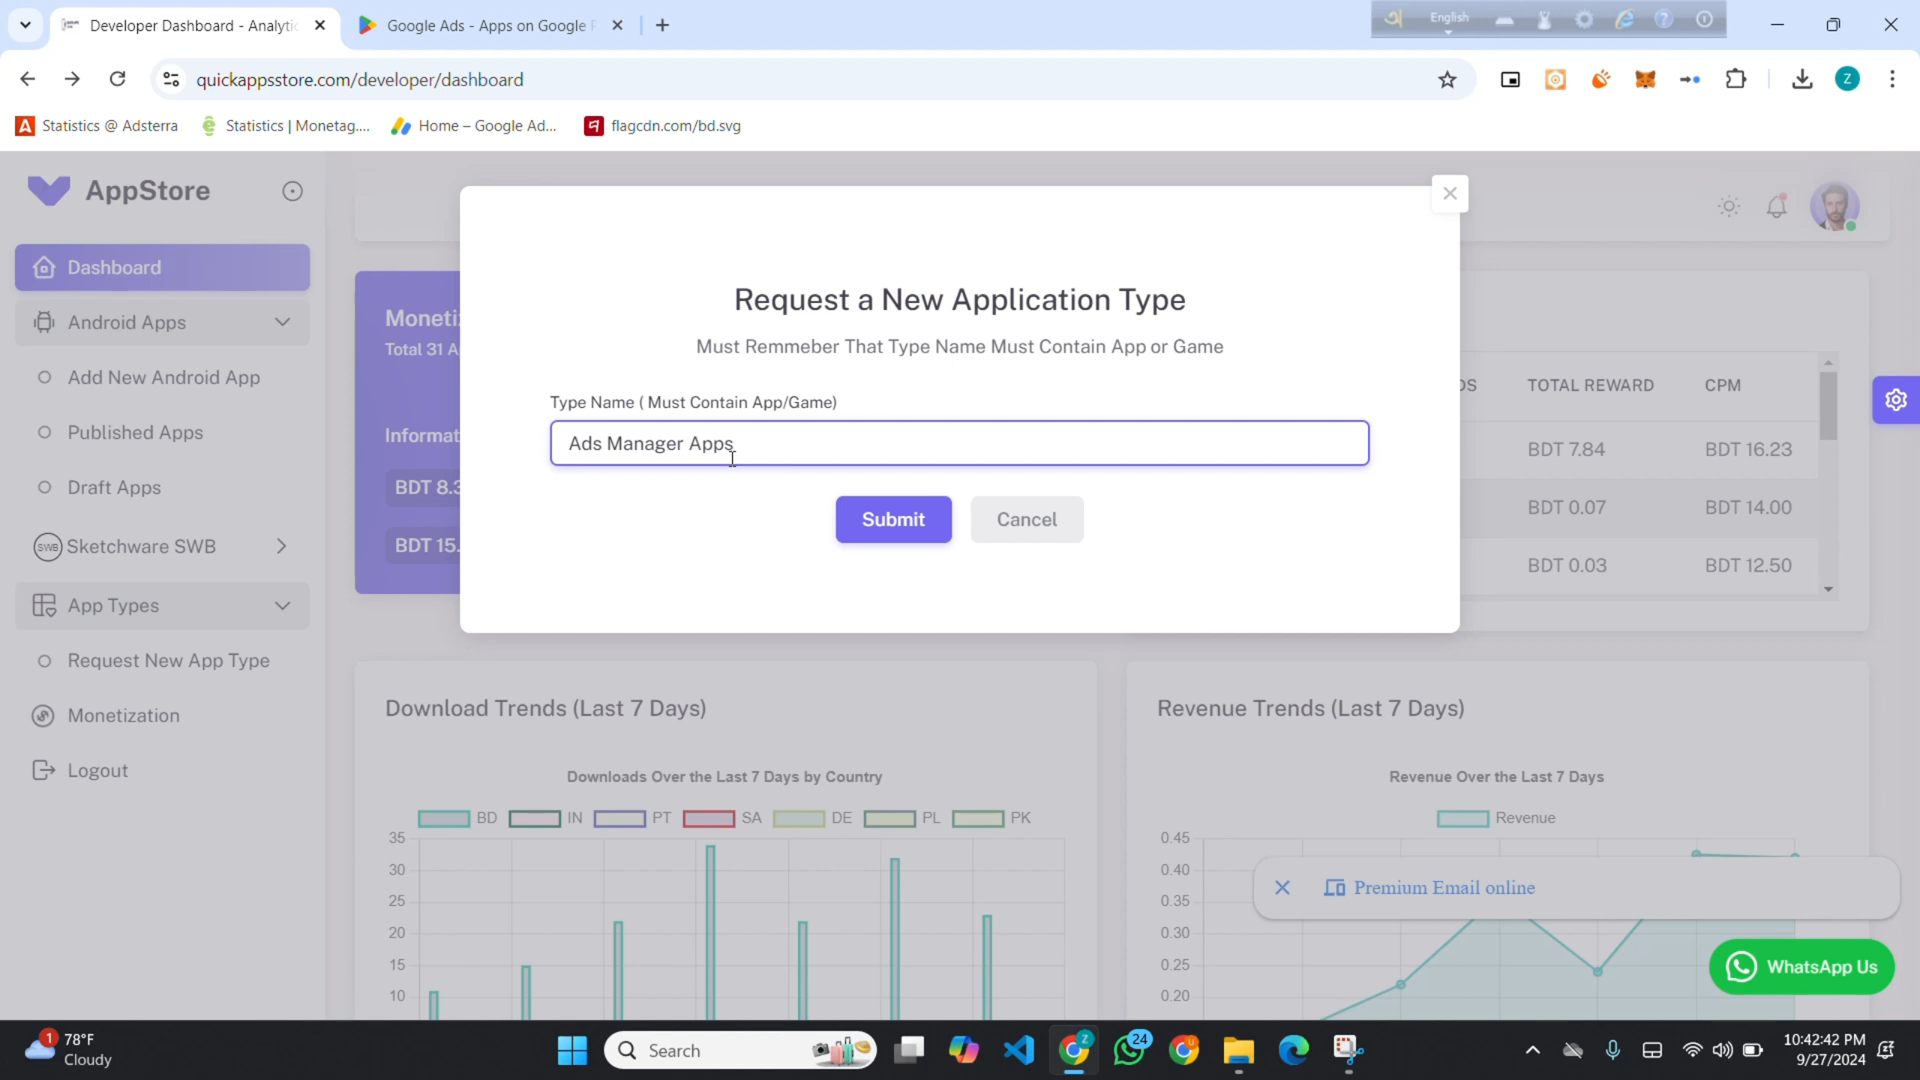 Developer Dashboard - Analytic
Google Ads - Apps on Google P
English
quickappsstore.com/developer/dashboard
Z
Statistics @ Adsterra
Statistics | Monetag....
Home – Google Ad...
flagcdn.com/bd.svg
AppStore
Dashboard
Android Apps
Add New Android App
Published Apps
Draft Apps
SWB Sketchware SWB
App Types
Request New App Type
Monetization
Logout
Moneti
Total 31 A
Informat
BDT 8.3
BDT 15.
Request a New Application Type
Must Remmeber That Type Name Must Contain App or Game
Type Name ( Must Contain App/Game)
Ads Manager Apps
Submit
Cancel
DS
TOTAL REWARD
CPM
BDT 7.84
BDT 16.23
BDT 0.07
BDT 14.00
BDT 0.03
BDT 12.50
Download Trends (Last 7 Days)
Downloads Over the Last 7 Days by Country
BD
IN
PT
SA
DE
PL
PK
35
30
25
20
15
10
Revenue Trends (Last 7 Days)
Revenue Over the Last 7 Days
Revenue
0.45
0.40
0.35
0.30
0.25
0.20
Premium Email online
WhatsApp Us
1
78°F
Cloudy
Search
Z
24
10:42:42 PM
9/27/2024